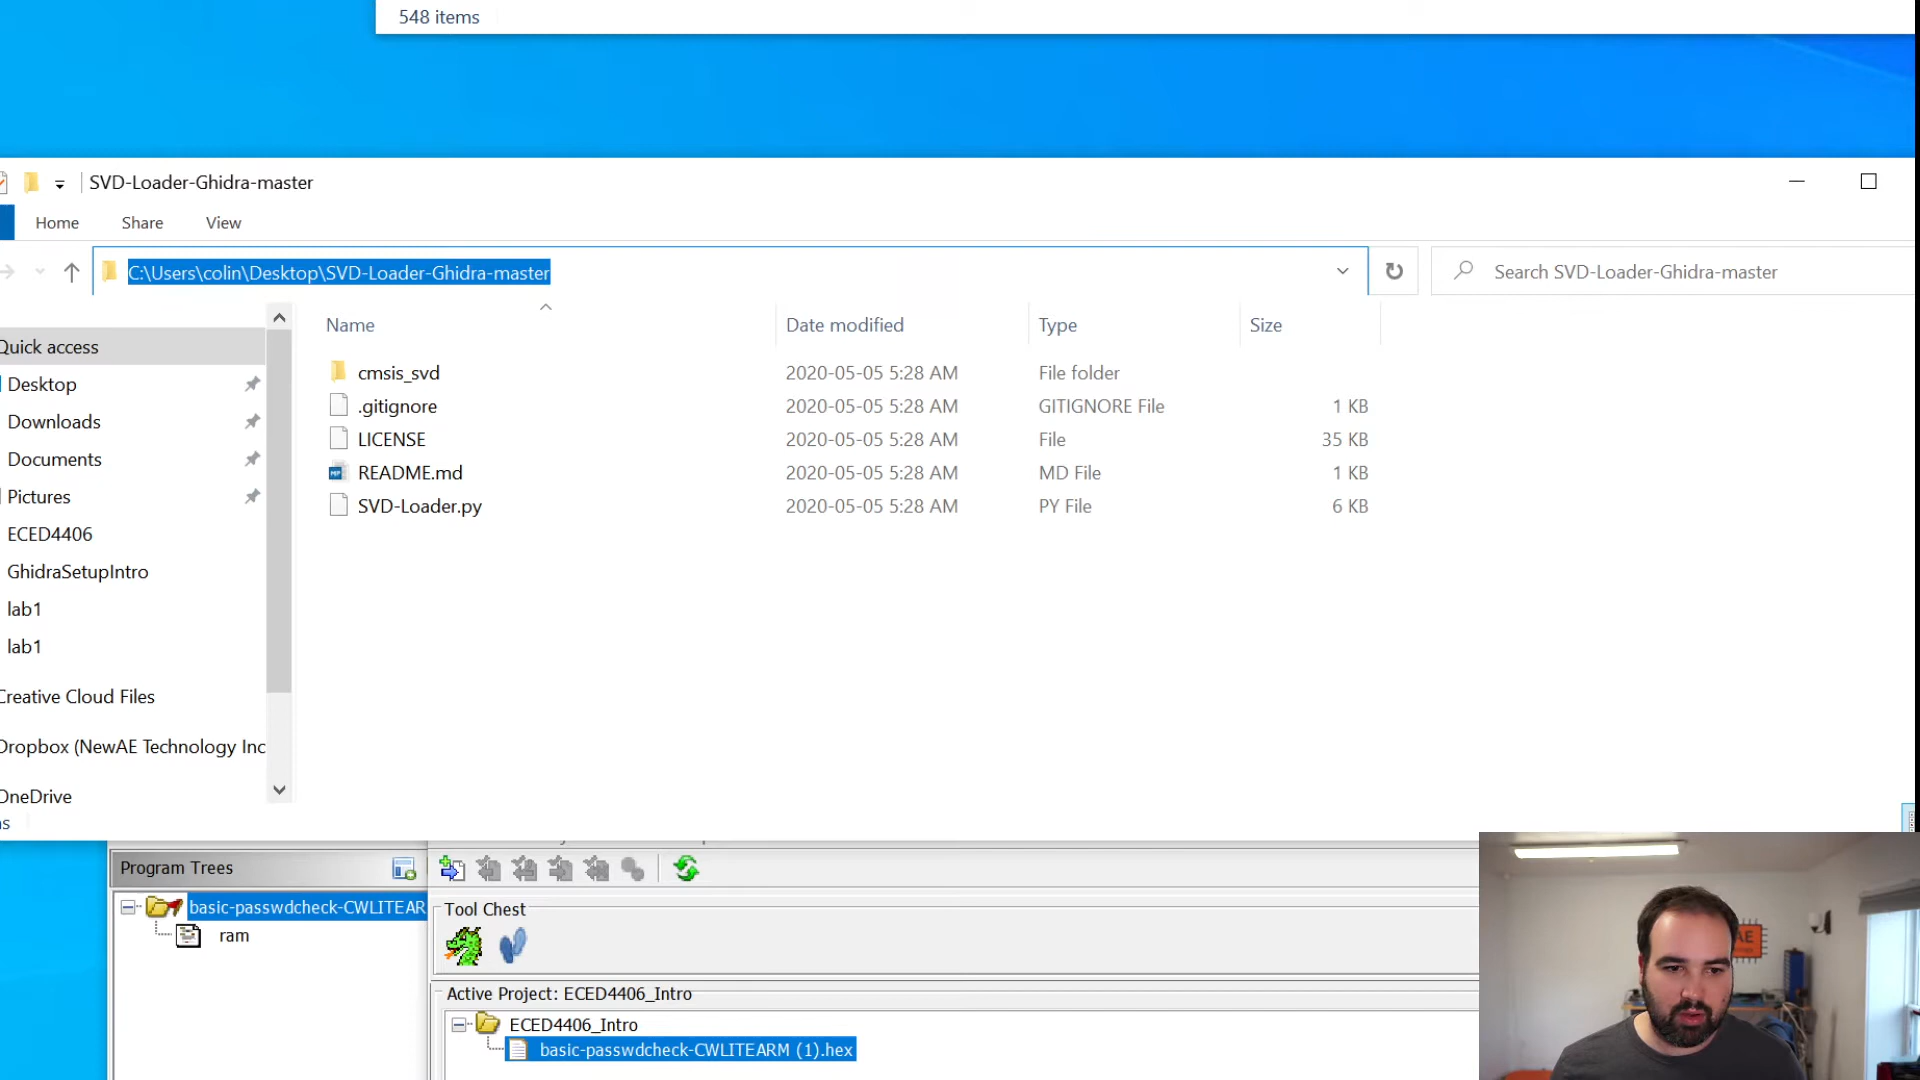 548 items
SVD-Loader-Ghidra-master
Home Share View
C:\Users\colin\Desktop\SVD-Loader-Ghidra-master
Search SVD-Loader-Ghidra-master
Name Date modified Type Size
Quick access
Desktop
Downloads
Documents
Pictures
ECED4406
GhidraSetupIntro
lab1
lab1
Creative Cloud Files
Dropbox (NewAE Technology Inc
OneDrive
cmsis_svd 2020-05-05 5:28 AM File folder
.gitignore 2020-05-05 5:28 AM GITIGNORE File 1 KB
LICENSE 2020-05-05 5:28 AM File 35 KB
README.md 2020-05-05 5:28 AM MD File 1 KB
SVD-Loader.py 2020-05-05 5:28 AM PY File 6 KB
Program Trees
basic-passwdcheck-CWLITEAR
ram
Tool Chest
Active Project: ECED4406_Intro
ECED4406_Intro
basic-passwdcheck-CWLITEARM (1).hex
AE